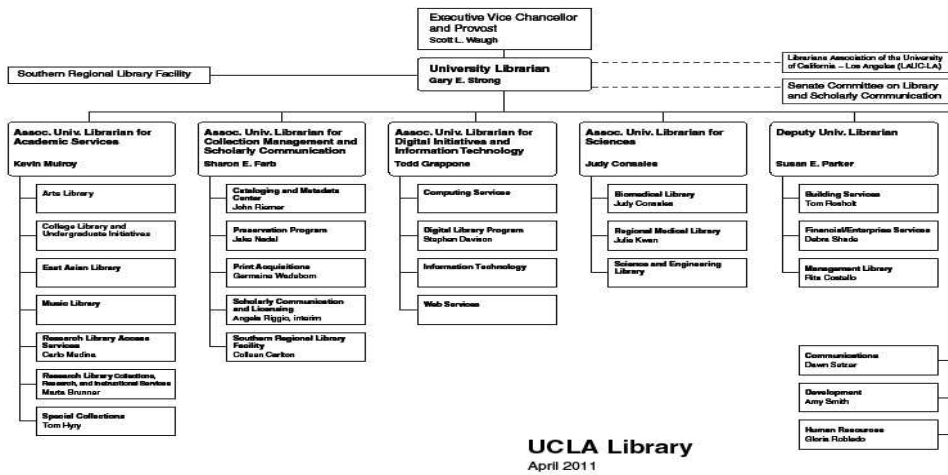 Executive Vice Chancellor
and Provost
Scott L. Waugh
Southern Regional Library Facility
University Librarian
Gary E. Strong
Librarians Association of the University
of California – Los Angeles (LAUC-LA)
Senate Committee on Library
and Scholarly Communication
Assoc. Univ. Librarian for
Academic Services
Kevin Mulroy
Arts Library
College Library and
Undergraduate Initiatives
East Asian Library
Music Library
Research Library Access
Services
Carlo Medina
Research Library Collections,
Research, and Instructional Services
Marta Brunner
Special Collections
Tom Hyry
Assoc. Univ. Librarian for
Collection Management and
Scholarly Communication
Sharon E. Farb
Cataloging and Metadata
Center
John Riemer
Preservation Program
Jake Nadal
Print Acquisitions
Germaine Wadeborn
Scholarly Communication
and Licensing
Angela Riggio, interim
Southern Regional Library
Facility
Colleen Carlton
Assoc. Univ. Librarian for
Digital Initiatives and
Information Technology
Todd Grappone
Computing Services
Digital Library Program
Stephen Davison
Information Technology
Web Services
Assoc. Univ. Librarian for
Sciences
Judy Consales
Biomedical Library
Judy Consales
Regional Medical Library
Julie Kwan
Science and Engineering
Library
Deputy Univ. Librarian
Susan E. Parker
Building Services
Tom Rosholt
Financial/Enterprise Services
Debra Shade
Management Library
Rita Costello
Communications
Dawn Setzer
Development
Amy Smith
Human Resources
Gloria Robledo
UCLA Library
April 2011